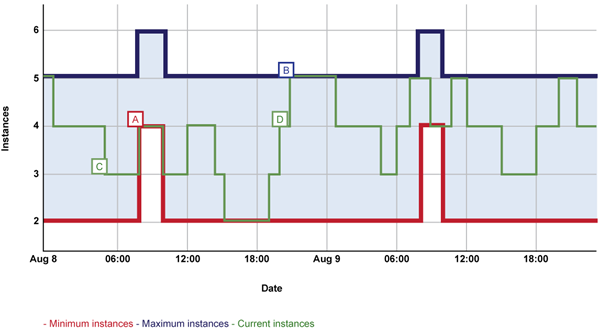 6
5
B
4
A
D
Instances
3
C
2
Aug 8 06:00 12:00 18:00 Aug 9 06:00 12:00 18:00
Date
- Minimum instances - Maximum instances - Current instances